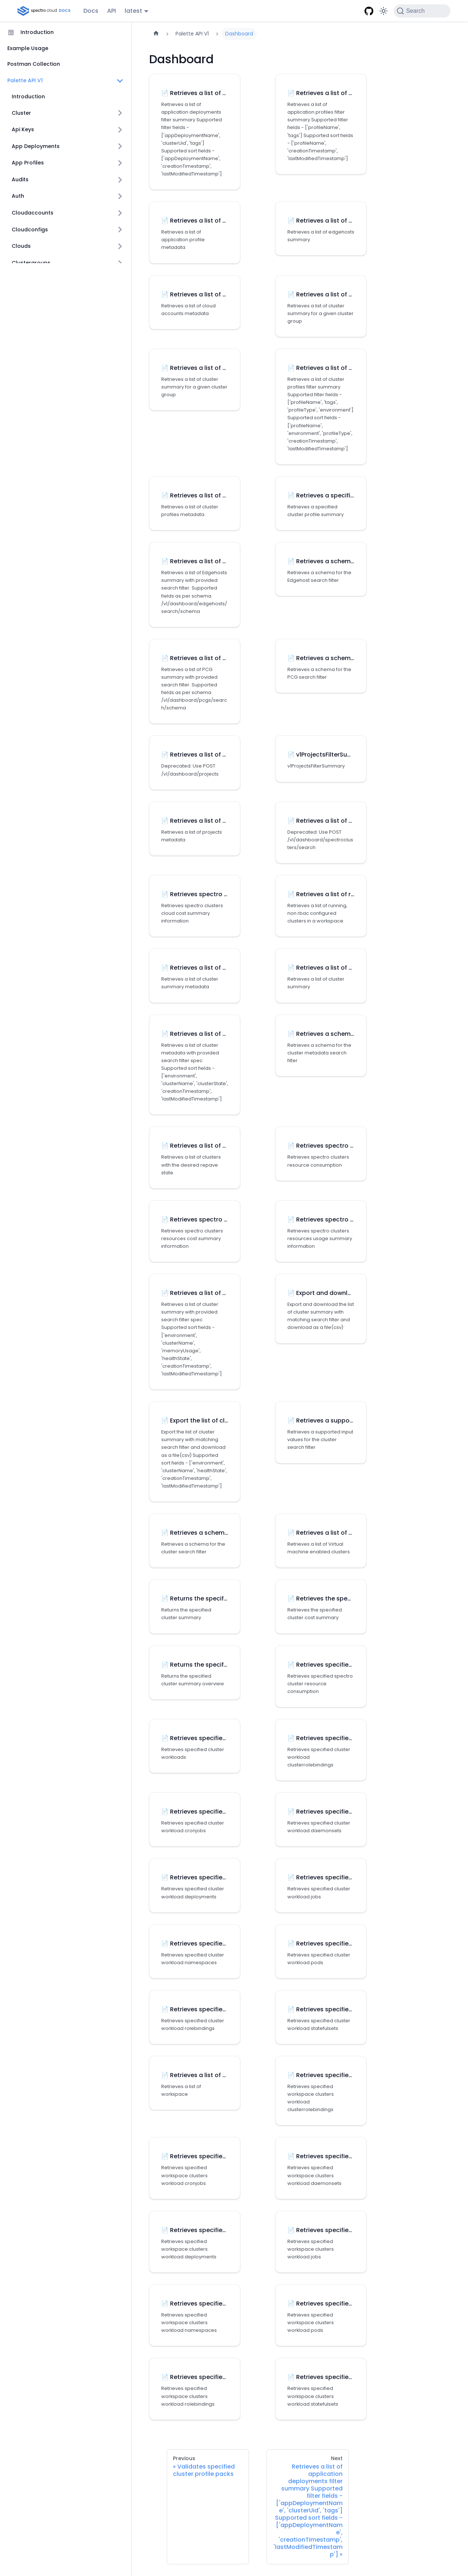 spectro cloud DOCS
Docs
API
latest
Search
Introduction
Example Usage
Postman Collection
Palette API V1
Introduction
Cluster
Api Keys
App Deployments
App Profiles
Audits
Auth
Cloudaccounts
Cloudconfigs
Clouds
Clustergroups
Palette API V1
Dashboard
Dashboard
Retrieves a list of ...
Retrieves a list of
application deployments
filter summary Supported
filter fields -
['appDeploymentName',
'clusterUid', 'tags']
Supported sort fields -
['appDeploymentName',
'creationTimestamp',
'lastModifiedTimestamp']
Retrieves a list of ...
Retrieves a list of
application profiles filter
summary Supported filter
fields - ['profileName',
'tags'] Supported sort fields
- ['profileName',
'creationTimestamp',
'lastModifiedTimestamp']
Retrieves a list of ...
Retrieves a list of
application profile
metadata
Retrieves a list of ...
Retrieves a list of edgehosts
summary
Retrieves a list of ...
Retrieves a list of cloud
accounts metadata
Retrieves a list of ...
Retrieves a list of cluster
summary for a given cluster
group
Retrieves a list of ...
Retrieves a list of cluster
summary for a given cluster
group
Retrieves a list of ...
Retrieves a list of cluster
profiles filter summary
Supported filter fields -
['profileName', 'tags',
'profileType', 'environment']
Supported sort fields -
['profileName',
'environment', 'profileType',
'creationTimestamp',
'lastModifiedTimestamp']
Retrieves a list of ...
Retrieves a list of cluster
profiles metadata
Retrieves a specifi...
Retrieves a specified
cluster profile summary
Retrieves a list of ...
Retrieves a list of Edgehosts
summary with provided
search filter. Supported
fields as per schema
/v1/dashboard/edgehosts/
search/schema
Retrieves a schem...
Retrieves a schema for the
Edgehost search filter
Retrieves a list of ...
Retrieves a list of PCG
summary with provided
search filter. Supported
fields as per schema
/v1/dashboard/pcgs/searc
h/schema
Retrieves a schem...
Retrieves a schema for the
PCG search filter
Retrieves a list of ...
Deprecated: Use POST
/v1/dashboard/projects
v1ProjectsFilterSu...
v1ProjectsFilterSummary
Retrieves a list of ...
Retrieves a list of projects
metadata
Retrieves a list of ...
Deprecated: Use POST
/v1/dashboard/spectroclus
ters/search
Retrieves spectro ...
Retrieves spectro clusters
cloud cost summary
information
Retrieves a list of r...
Retrieves a list of running,
non rbac configured
clusters in a workspace
Retrieves a list of ...
Retrieves a list of cluster
summary metadata
Retrieves a list of ...
Retrieves a list of cluster
summary
Retrieves a list of ...
Retrieves a list of cluster
metadata with provided
search filter spec
Supported sort fields -
['environment',
'clusterName', 'clusterState',
'creationTimestamp',
'lastModifiedTimestamp']
Retrieves a schem...
Retrieves a schema for the
cluster metadata search
filter
Retrieves a list of ...
Retrieves a list of clusters
with the desired repave
state
Retrieves spectro ...
Retrieves spectro clusters
resource consumption
Retrieves spectro ...
Retrieves spectro clusters
resources cost summary
information
Retrieves spectro ...
Retrieves spectro clusters
resources usage summary
information
Retrieves a list of ...
Retrieves a list of cluster
summary with provided
search filter spec
Supported sort fields -
['environment',
'clusterName',
'memoryUsage',
'healthState',
'creationTimestamp',
'lastModifiedTimestamp']
Export and downl...
Export and download the list
of cluster summary with
matching search filter and
download as a file(csv)
Export the list of cl...
Export the list of cluster
summary with matching
search filter and download
as a file(csv) Supported
sort fields - ['environment',
'clusterName', 'healthState',
'creationTimestamp',
'lastModifiedTimestamp']
Retrieves a suppo...
Retrieves a supported input
values for the cluster
search filter
Retrieves a schem...
Retrieves a schema for the
cluster search filter
Retrieves a list of ...
Retrieves a list of Virtual
machine enabled clusters
Returns the specif...
Returns the specified
cluster summary
Retrieves the spe...
Retrieves the specified
cluster cost summary
Returns the specif...
Returns the specified
cluster summary overview
Retrieves specifie...
Retrieves specified spectro
cluster resource
consumption
Retrieves specifie...
Retrieves specified cluster
workloads
Retrieves specifie...
Retrieves specified cluster
workload
clusterrolebindings
Retrieves specifie...
Retrieves specified cluster
workload cronjobs
Retrieves specifie...
Retrieves specified cluster
workload daemonsets
Retrieves specifie...
Retrieves specified cluster
workload deployments
Retrieves specifie...
Retrieves specified cluster
workload jobs
Retrieves specifie...
Retrieves specified cluster
workload namespaces
Retrieves specifie...
Retrieves specified cluster
workload pods
Retrieves specifie...
Retrieves specified cluster
workload rolebindings
Retrieves specifie...
Retrieves specified cluster
workload statefulsets
Retrieves a list of ...
Retrieves a list of
workspace
Retrieves specifie...
Retrieves specified
workspace clusters
workload
clusterrolebindings
Retrieves specifie...
Retrieves specified
workspace clusters
workload cronjobs
Retrieves specifie...
Retrieves specified
workspace clusters
workload daemonsets
Retrieves specifie...
Retrieves specified
workspace clusters
workload deployments
Retrieves specifie...
Retrieves specified
workspace clusters
workload jobs
Retrieves specifie...
Retrieves specified
workspace clusters
workload namespaces
Retrieves specifie...
Retrieves specified
workspace clusters
workload pods
Retrieves specifie...
Retrieves specified
workspace clusters
workload rolebindings
Retrieves specifie...
Retrieves specified
workspace clusters
workload statefulsets
Previous
« Validates specified
cluster profile packs
Next
Retrieves a list of
application
deployments filter
summary Supported
filter fields -
['appDeploymentNam
e', 'clusterUid', 'tags']
Supported sort fields -
['appDeploymentNam
e',
'creationTimestamp',
'lastModifiedTimestam
p'] »